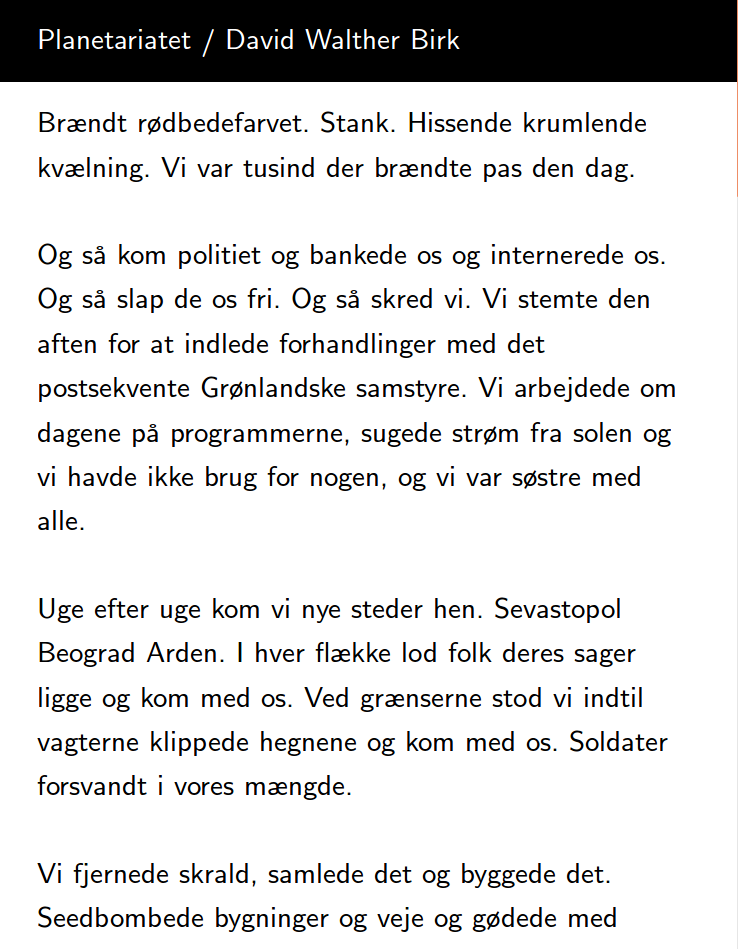 Planetariatet / David Walther Birk
Brændt rødbedefarvet. Stank. Hissende krumlende
kvælning. Vi var tusind der brændte pas den dag.
Og så kom politiet og bankede os og internerede os.
Og så slap de os fri. Og så skred vi. Vi stemte den
aften for at indlede forhandlinger med det
postsekvente Grønlandske samstyre. Vi arbejdede om
dagene på programmerne, sugede strøm fra solen og
vi havde ikke brug for nogen, og vi var søstre med
alle.
Uge efter uge kom vi nye steder hen. Sevastopol
Beograd Arden. I hver flække lod folk deres sager
ligge og kom med os. Ved grænserne stod vi indtil
vagterne klippede hegnene og kom med os. Soldater
forsvandt i vores mængde.
Vi fjernede skrald, samlede det og byggede det.
Seedbombede bygninger og veje og gødede med